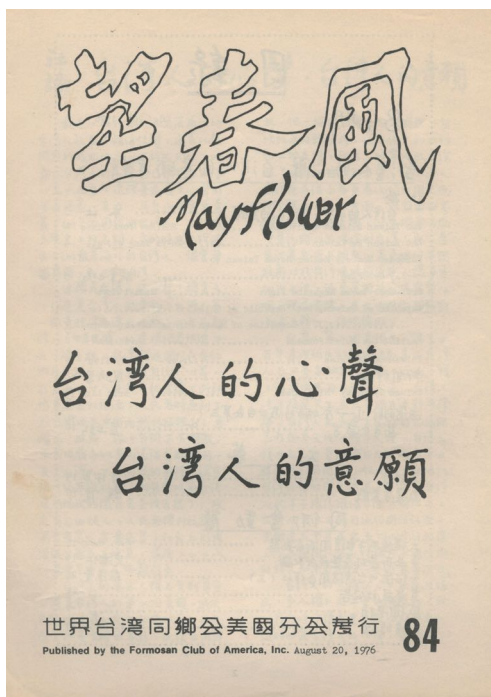 望春風
Mayflower
台湾人的心聲
台湾人的意願
世界台湾同鄉会美國分会發行
Published by the Formosan Club of America, Inc. August 20, 1976
84